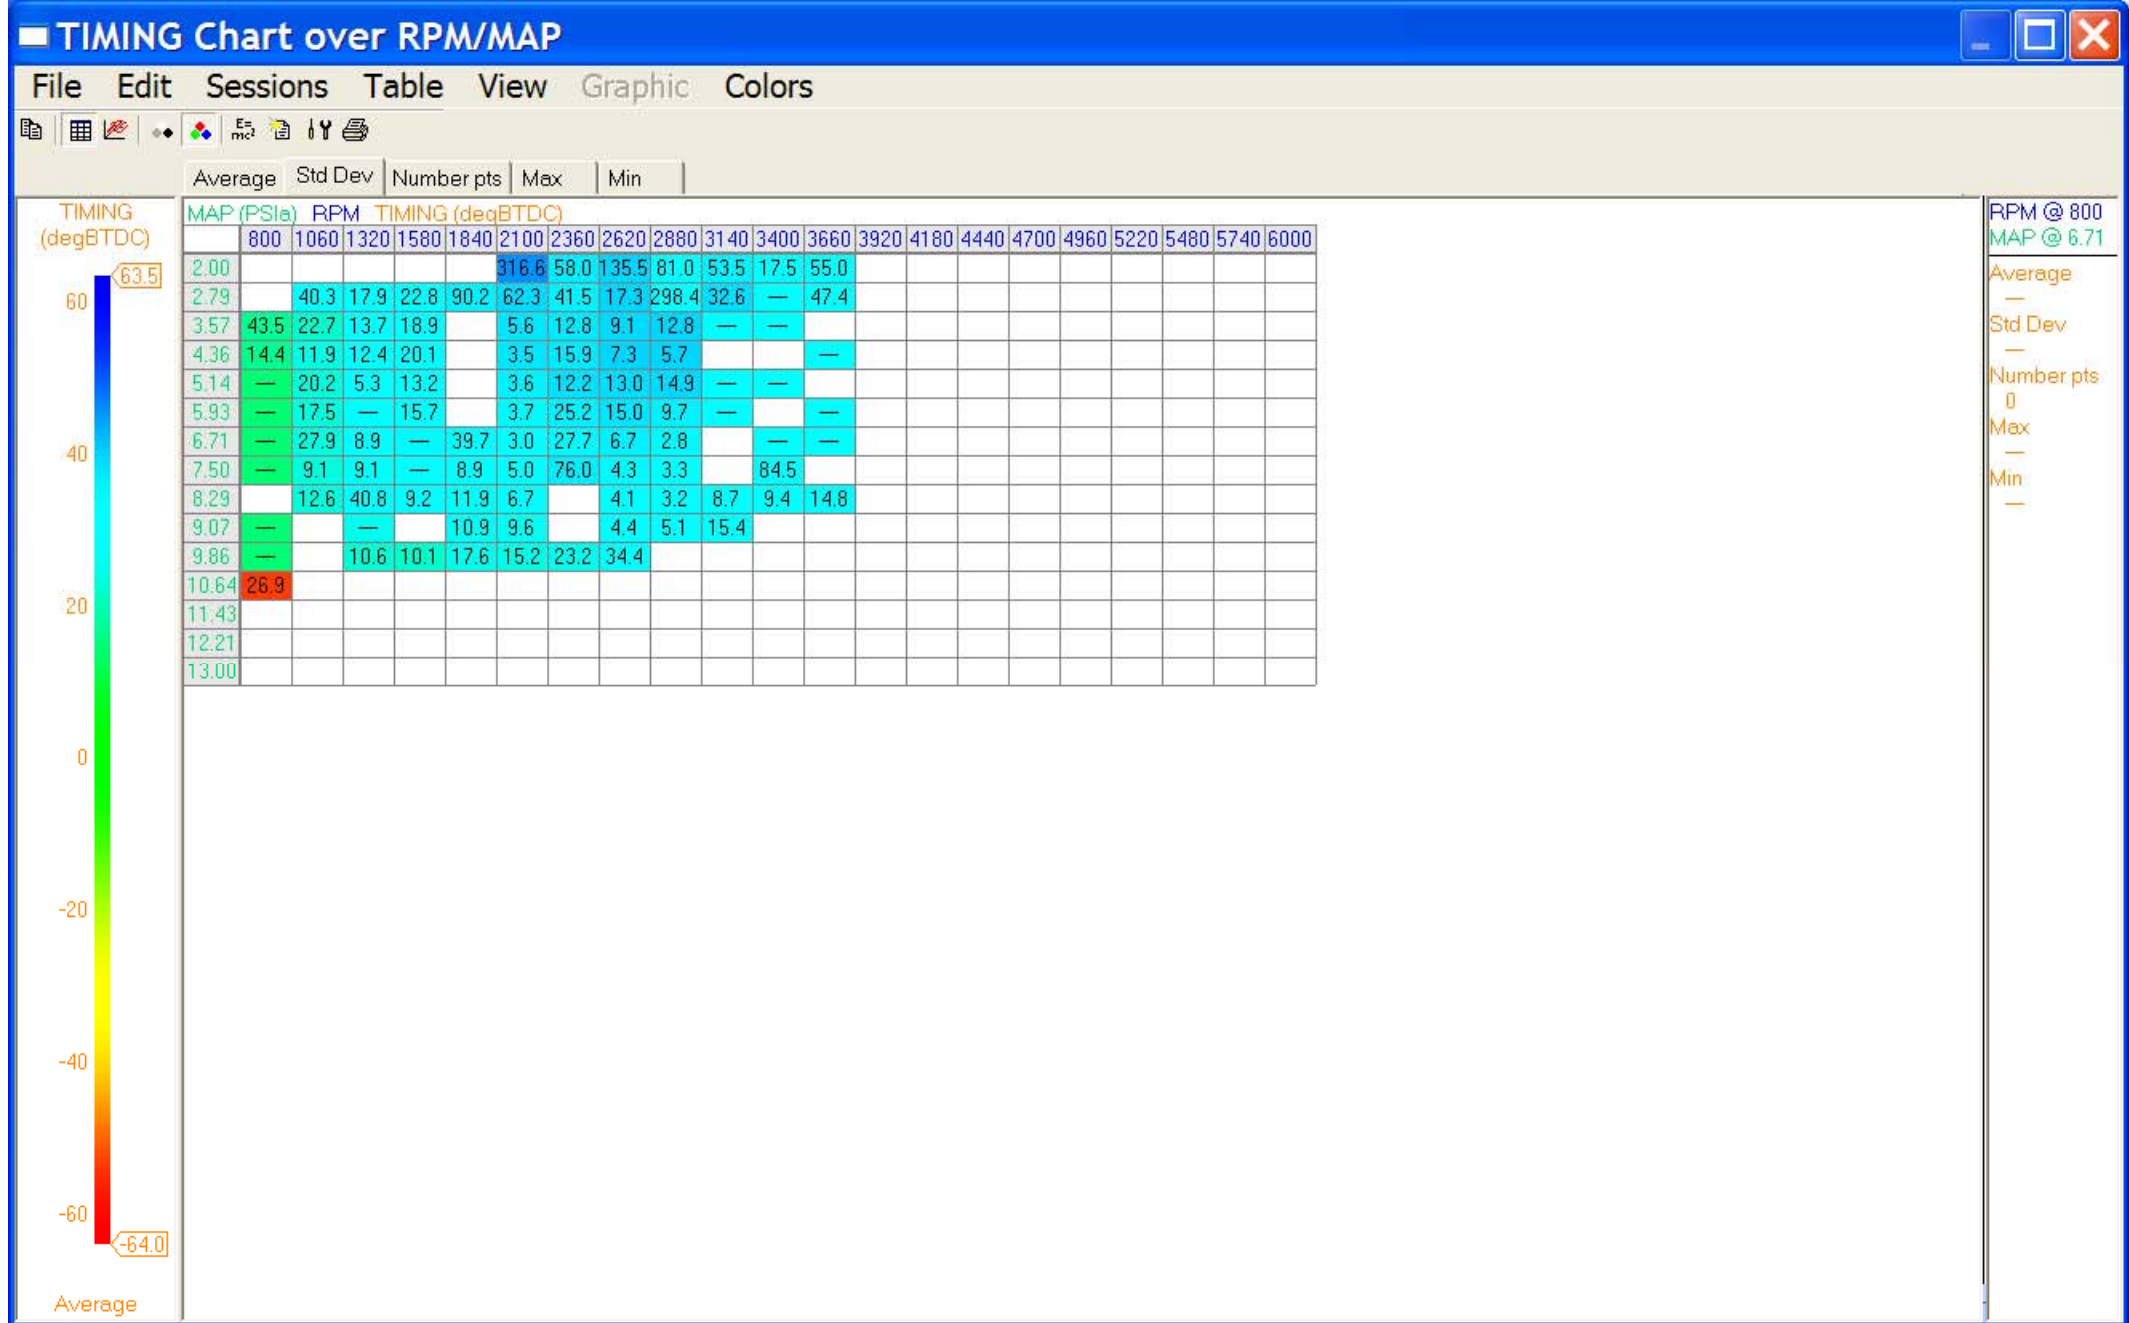 TIMING Chart over RPM/MAP
File Edit Sessions Table View Graphic Colors
E= mc²
Average Std Dev Number pts Max Min
TIMING
(degBTDC)
63.5
60
40
20
0
-20
-40
-60
-64.0
Average
MAP (PSIa) RPM TIMING (degBTDC)
800 1060 1320 1580 1840 2100 2360 2620 2880 3140 3400 3660 3920 4180 4440 4700 4960 5220 5480 5740 6000
2.00 316.6 58.0 135.5 81.0 53.5 17.5 55.0
2.79 40.3 17.9 22.8 90.2 62.3 41.5 17.3 298.4 32.6 — 47.4
3.57 43.5 22.7 13.7 18.9 5.6 12.8 9.1 12.8 — —
4.36 14.4 11.9 12.4 20.1 3.5 15.9 7.3 5.7 —
5.14 — 20.2 5.3 13.2 3.6 12.2 13.0 14.9 — —
5.93 — 17.5 — 15.7 3.7 25.2 15.0 9.7 — —
6.71 — 27.9 8.9 — 39.7 3.0 27.7 6.7 2.8 — —
7.50 — 9.1 9.1 — 8.9 5.0 76.0 4.3 3.3 84.5
8.29 12.6 40.8 9.2 11.9 6.7 4.1 3.2 8.7 9.4 14.8
9.07 — — 10.9 9.6 4.4 5.1 15.4
9.86 — 10.6 10.1 17.6 15.2 23.2 34.4
10.64 26.9
11.43
12.21
13.00
RPM @ 800
MAP @ 6.71
Average
—
Std Dev
—
Number pts
0
Max
—
Min
—